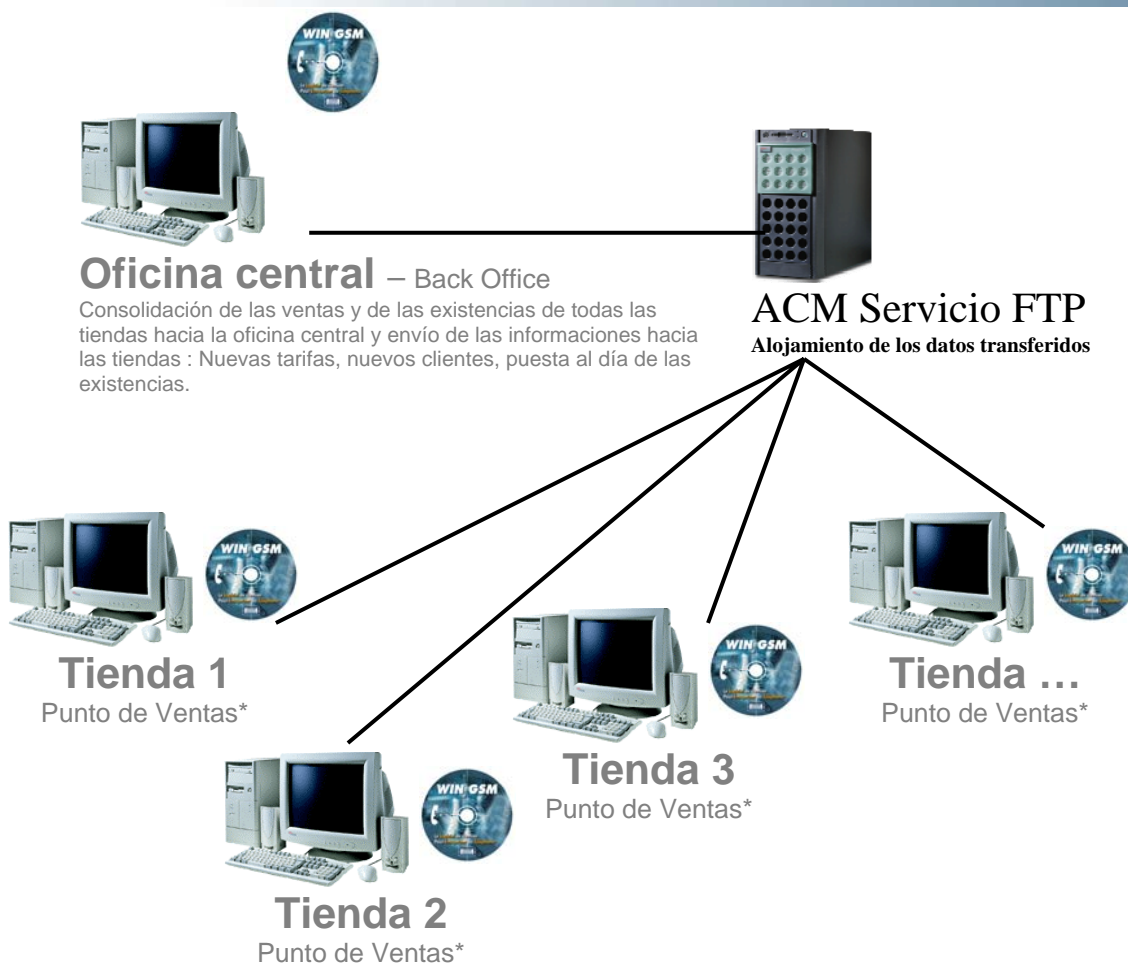 WIN GSM
Oficina central – Back Office
Consolidación de las ventas y de las existencias de todas las
tiendas hacia la oficina central y envío de las informaciones hacia
las tiendas : Nuevas tarifas, nuevos clientes, puesta al día de las
existencias.
ACM Servicio FTP
Alojamiento de los datos transferidos
WIN GSM
Tienda 1
Punto de Ventas*
WIN GSM
Tienda …
Punto de Ventas*
WIN GSM
Tienda 3
Punto de Ventas*
WIN GSM
Tienda 2
Punto de Ventas*